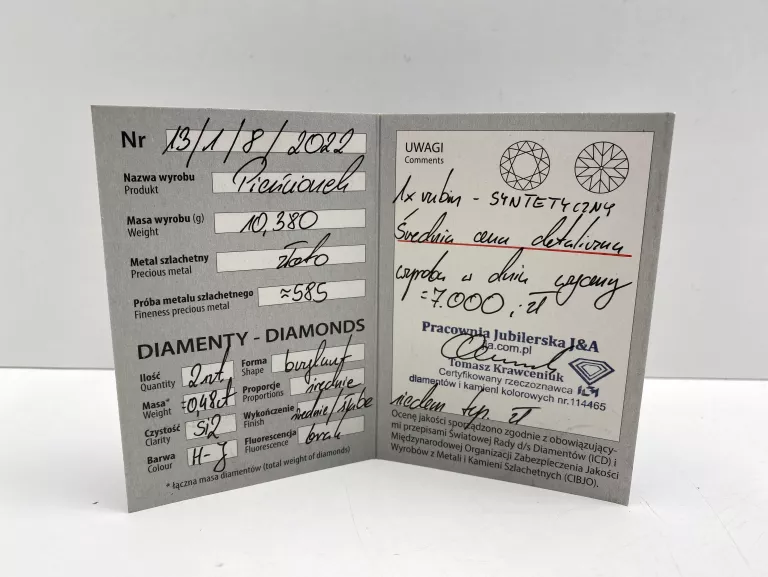 Nr 13/1/8/2022
Nazwa wyrobu Pierścionek
Produkt
Masa wyrobu (g) 10,380
Weight
Metal szlachetny złoto
Precious metal
Próba metalu szlachetnego ≈585
Fineness precious metal
DIAMENTY - DIAMONDS
Ilość 2szt
Quantity
Masa* ≈0,48ct
Weight
Czystość Si2
Clarity
Barwa H-J
Colour
Forma brylant
Shape
Proporcje średnie
Proportions
Wykończenie średnie/słabe
Finish
Fluorescencja brak
Fluorescence
* łączna masa diamentów (total weight of diamonds)
UWAGI
Comments
1x rubin - SYNTETYCZNY
Średnia cena detaliczna
wyrobu w dniu wyceny
=7.000,- zł
Pracownia Jubilerska J&A
.com.pl
Tomasz Krawceniuk
Certyfikowany rzeczoznawca
diamentów i kamieni kolorowych nr.114465
siedem tys. zł
Ocenę jakości sporządzono zgodnie z obowiązujący-
mi przepisami Światowej Rady d/s Diamentów (ICD) i
Międzynarodowej Organizacji Zabezpieczenia Jakości
Wyrobów z Metali i Kamieni Szlachetnych (CIBJO).